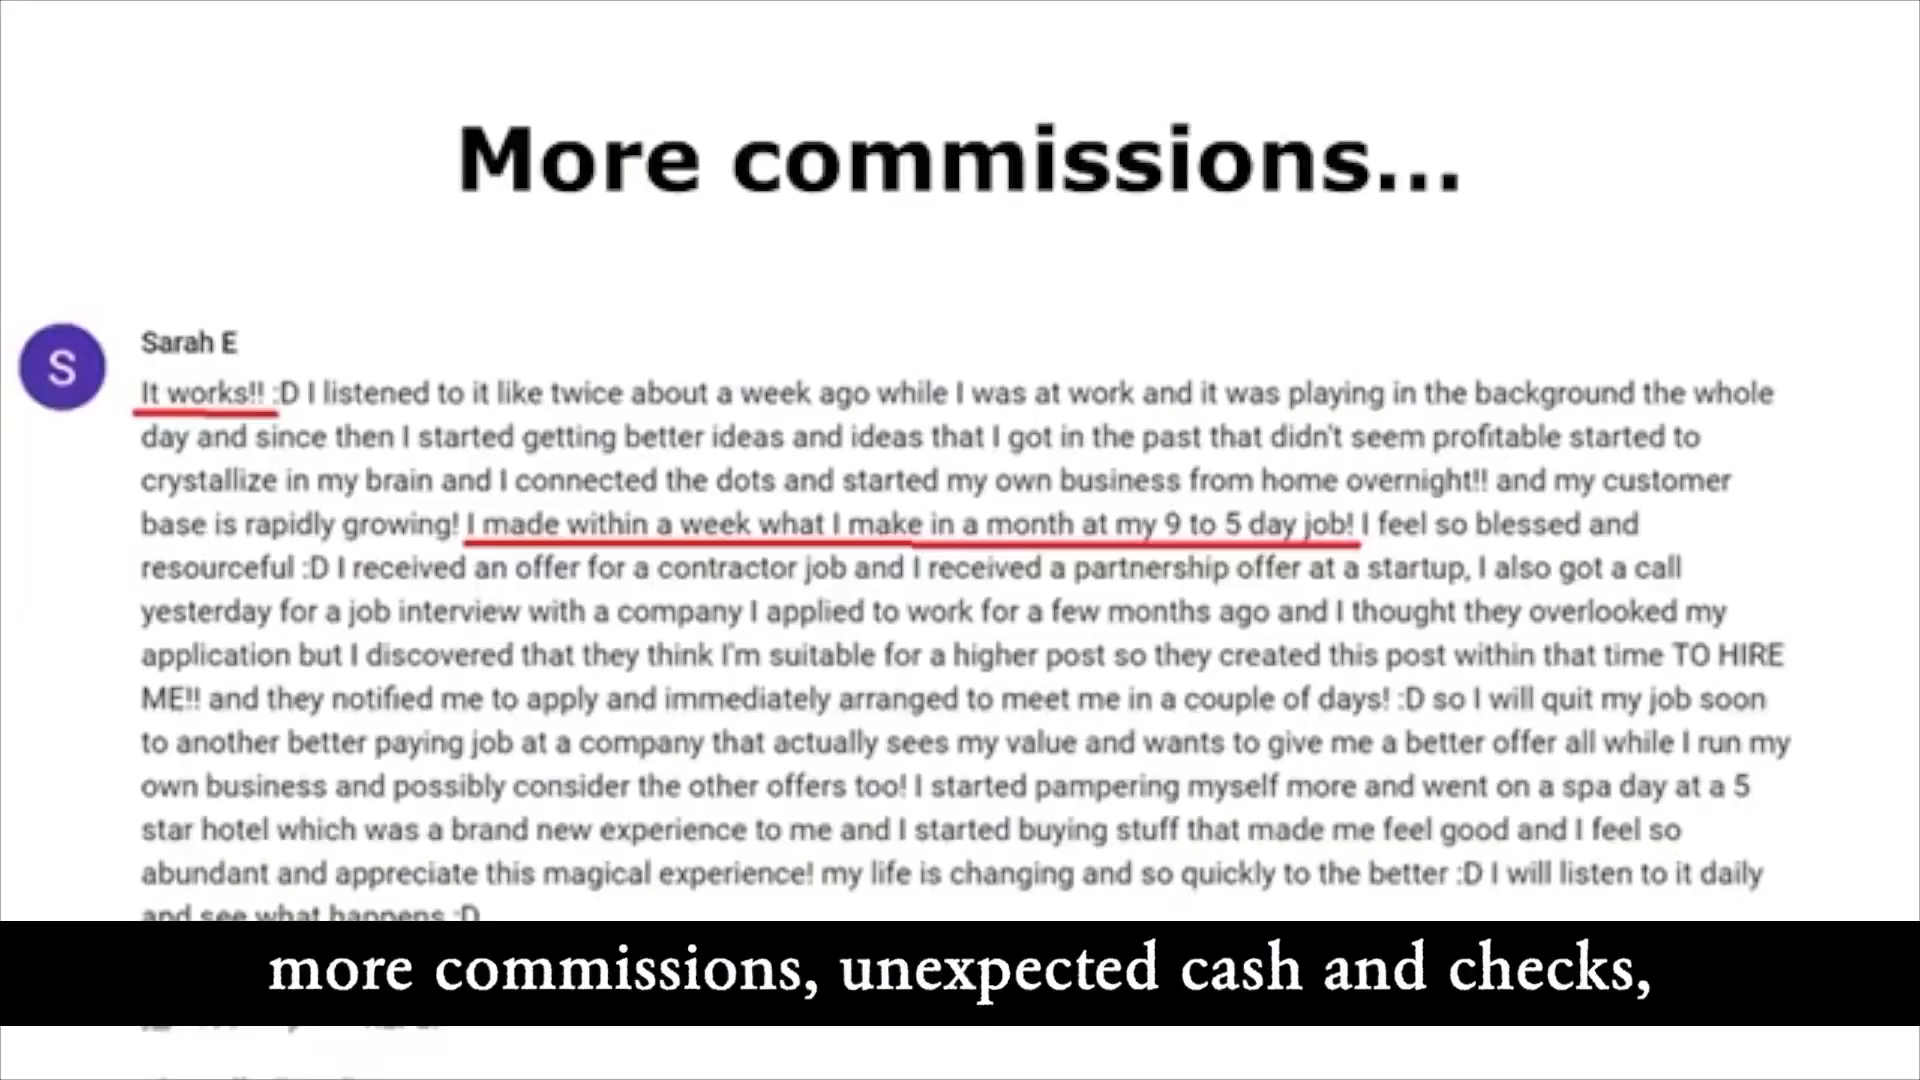 More commissions...
S
Sarah E
It works!! :D I listened to it like twice about a week ago while I was at work and it was playing in the background the whole
day and since then I started getting better ideas and ideas that I got in the past that didn't seem profitable started to
crystallize in my brain and I connected the dots and started my own business from home overnight!! and my customer
base is rapidly growing! I made within a week what I make in a month at my 9 to 5 day job! I feel so blessed and
resourceful :D I received an offer for a contractor job and I received a partnership offer at a startup, I also got a call
yesterday for a job interview with a company I applied to work for a few months ago and I thought they overlooked my
application but I discovered that they think I'm suitable for a higher post so they created this post within that time TO HIRE
ME!! and they notified me to apply and immediately arranged to meet me in a couple of days! :D so I will quit my job soon
to another better paying job at a company that actually sees my value and wants to give me a better offer all while I run my
own business and possibly consider the other offers too! I started pampering myself more and went on a spa day at a 5
star hotel which was a brand new experience to me and I started buying stuff that made me feel good and I feel so
abundant and appreciate this magical experience! my life is changing and so quickly to the better :D I will listen to it daily
and see what happens :D
more commissions, unexpected cash and checks,